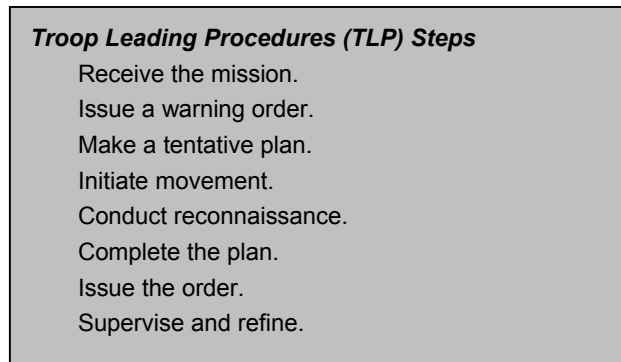 Troop Leading Procedures (TLP) Steps
Receive the mission.
Issue a warning order.
Make a tentative plan.
Initiate movement.
Conduct reconnaissance.
Complete the plan.
Issue the order.
Supervise and refine.